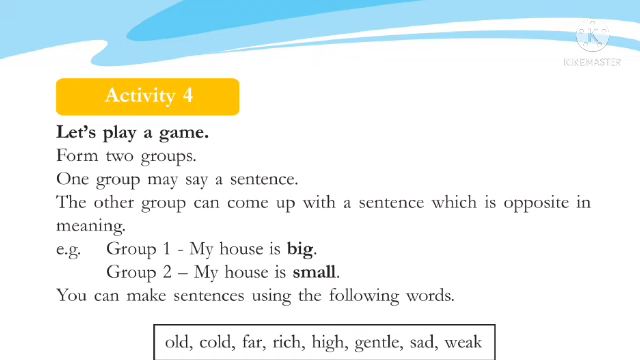 KINEMASTER
Activity 4
Let's play a game.
Form two groups.
One group may say a sentence.
The other group can come up with a sentence which is opposite in
meaning.
e.g. Group 1 - My house is big.
Group 2 – My house is small.
You can make sentences using the following words.
old, cold, far, rich, high, gentle, sad, weak